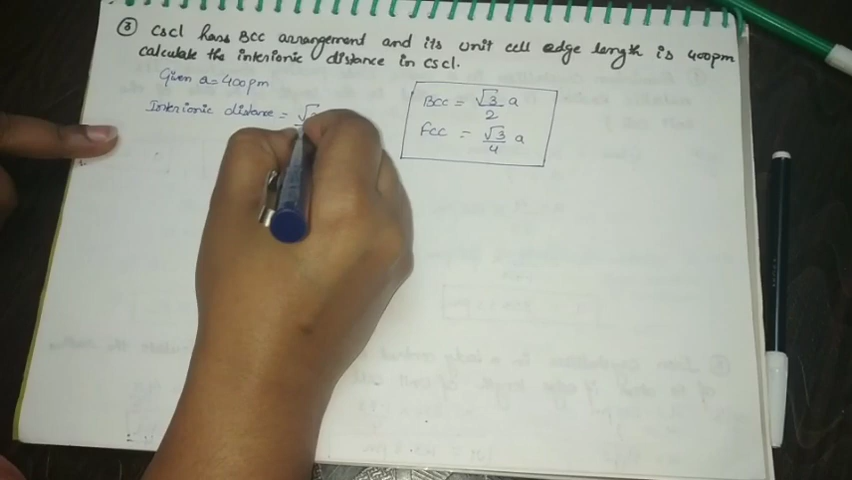 ③ CsCl has BCC arrangement and its unit cell edge length is 400pm
calculate the interionic distance in CsCl.
Given a = 400pm
Interionic distance = √
BCC = √3/2 a
FCC = √3/4 a